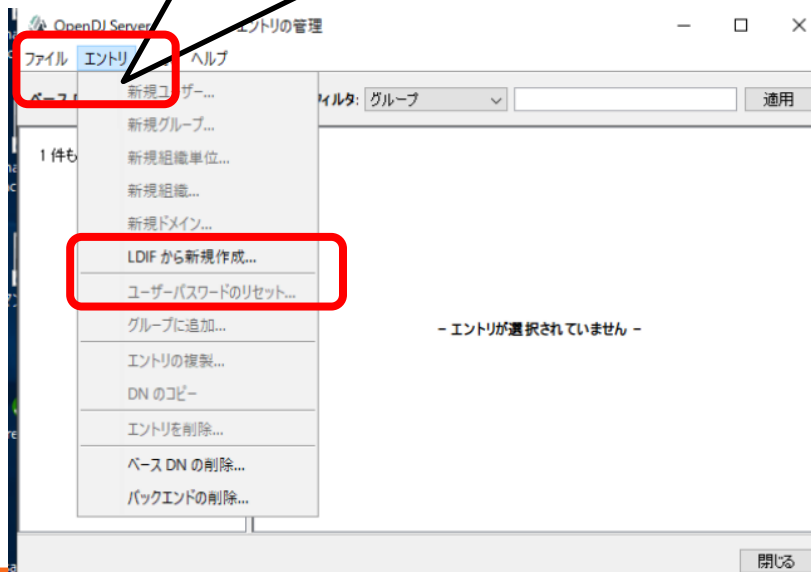 OpenDJ Server エントリの管理
ファイル エントリ ヘルプ
フィルタ: グループ 適用
新規ユーザー...
新規グループ...
1 件も
新規組織単位...
新規組織...
新規ドメイン...
LDIF から新規作成...
ユーザーパスワードのリセット...
グループに追加...
- エントリが選択されていません -
エントリの複製...
DN のコピー
エントリを削除...
ベース DN の削除...
バックエンドの削除...
閉じる